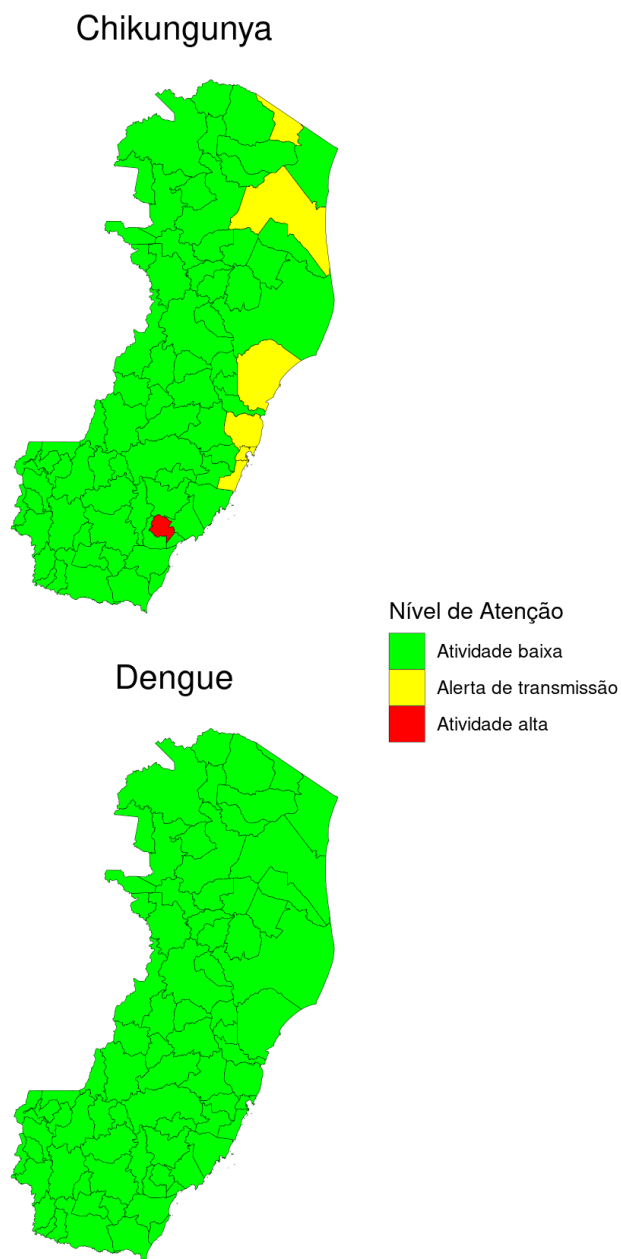 Chikungunya
Nível de Atenção
Atividade baixa
Alerta de transmissão
Atividade alta
Dengue